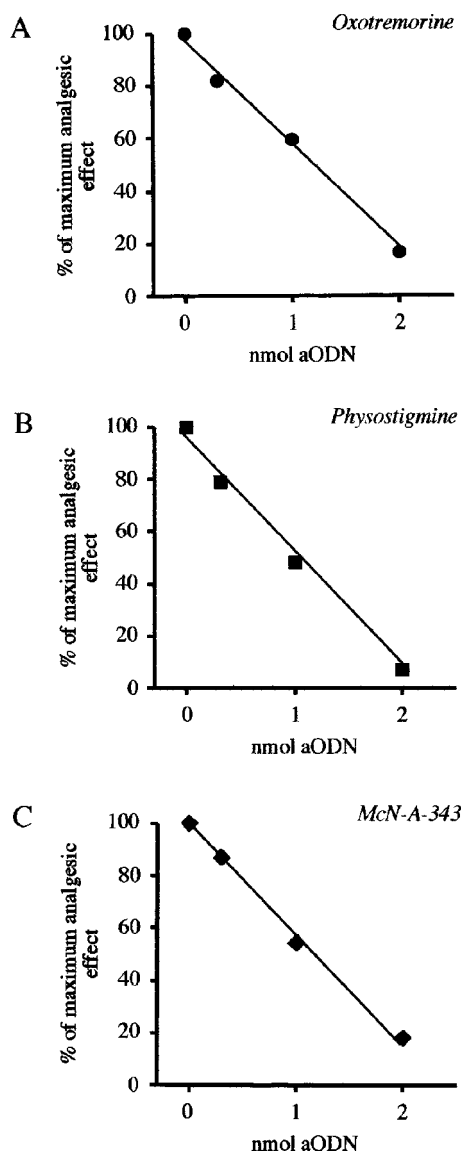 A
Oxotremorine
% of maximum analgesic
effect
100
80
60
40
20
0
0 1 2
nmol aODN
B
Physostigmine
% of maximum analgesic
effect
100
80
60
40
20
0
0 1 2
nmol aODN
C
McN-A-343
% of maximum analgesic
effect
100
80
60
40
20
0
0 1 2
nmol aODN